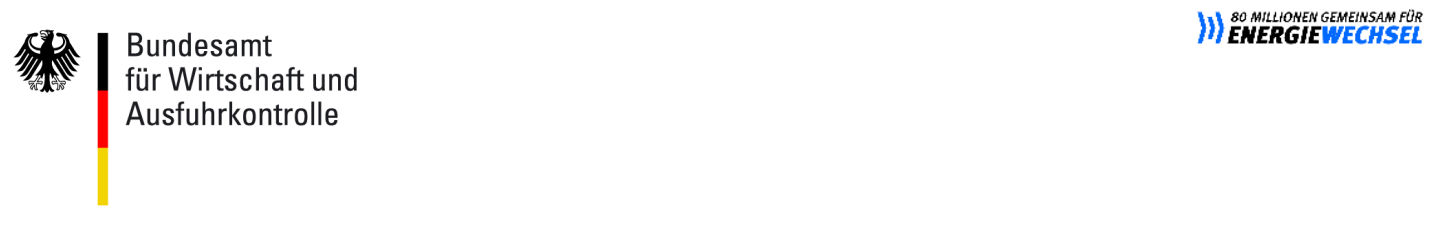 Bundesamt
für Wirtschaft und
Ausfuhrkontrolle
80 MILLIONEN GEMEINSAM FÜR
ENERGIEWECHSEL